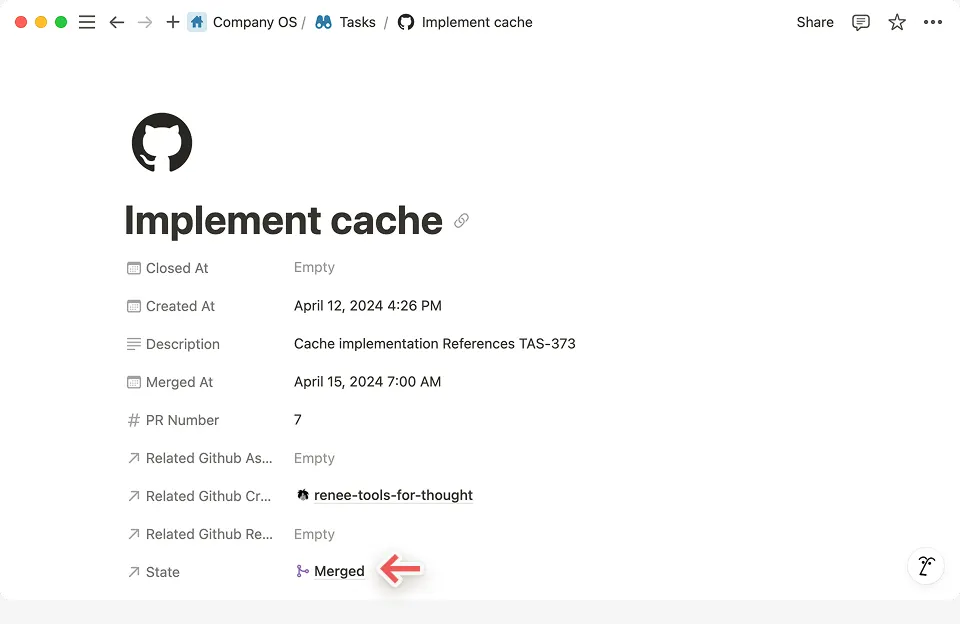 Company OS / Tasks / Implement cache Share
Implement cache
Closed At Empty
Created At April 12, 2024 4:26 PM
Description Cache implementation References TAS-373
Merged At April 15, 2024 7:00 AM
# PR Number 7
Related Github As... Empty
Related Github Cr... renee-tools-for-thought
Related Github Re... Empty
State Merged